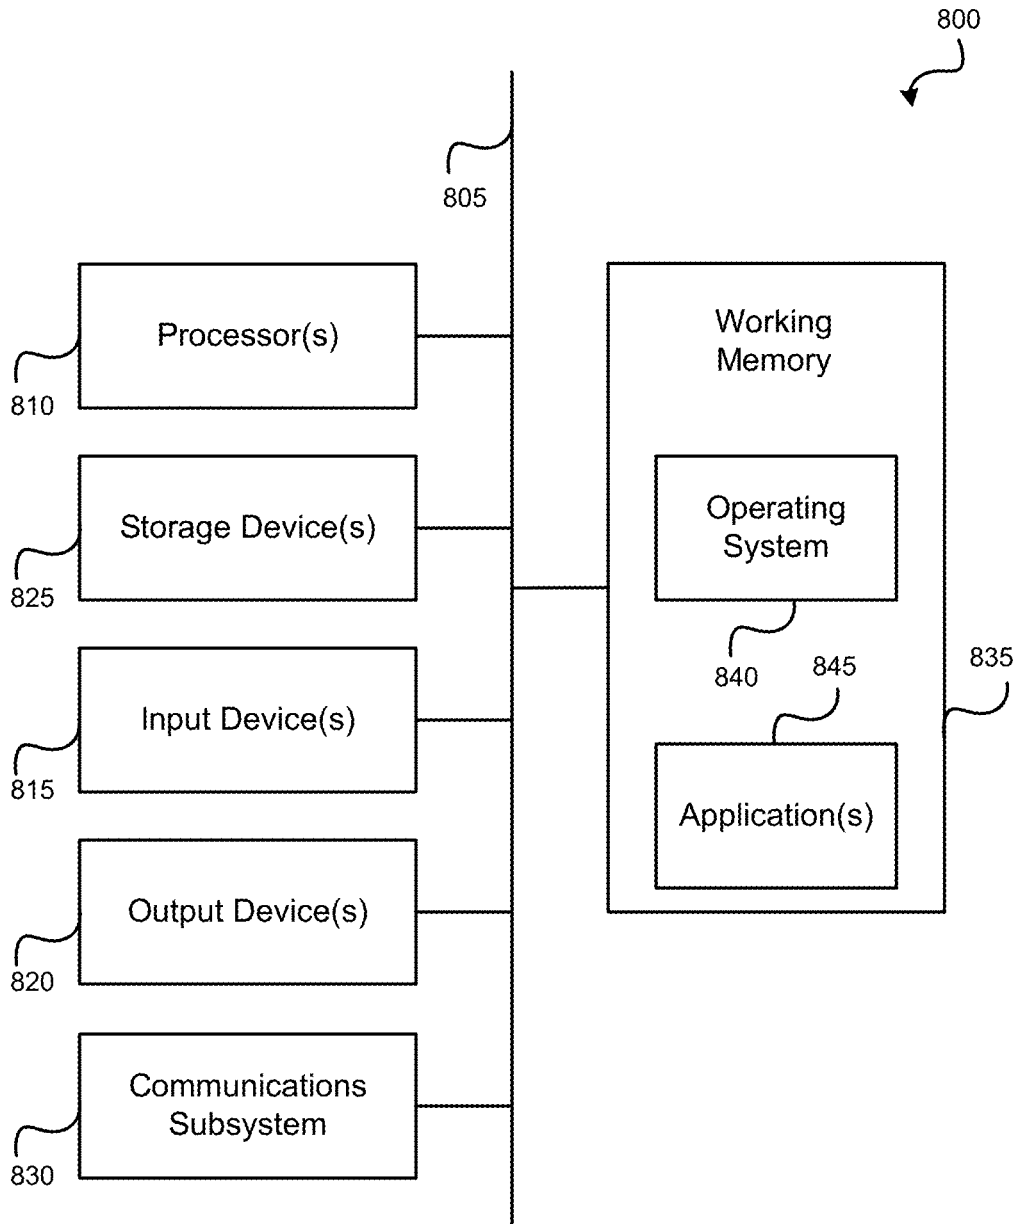 800
805
Processor(s)
810
Storage Device(s)
825
Input Device(s)
815
Output Device(s)
820
Communications
Subsystem
830
Working
Memory
Operating
System
840
845
835
Application(s)